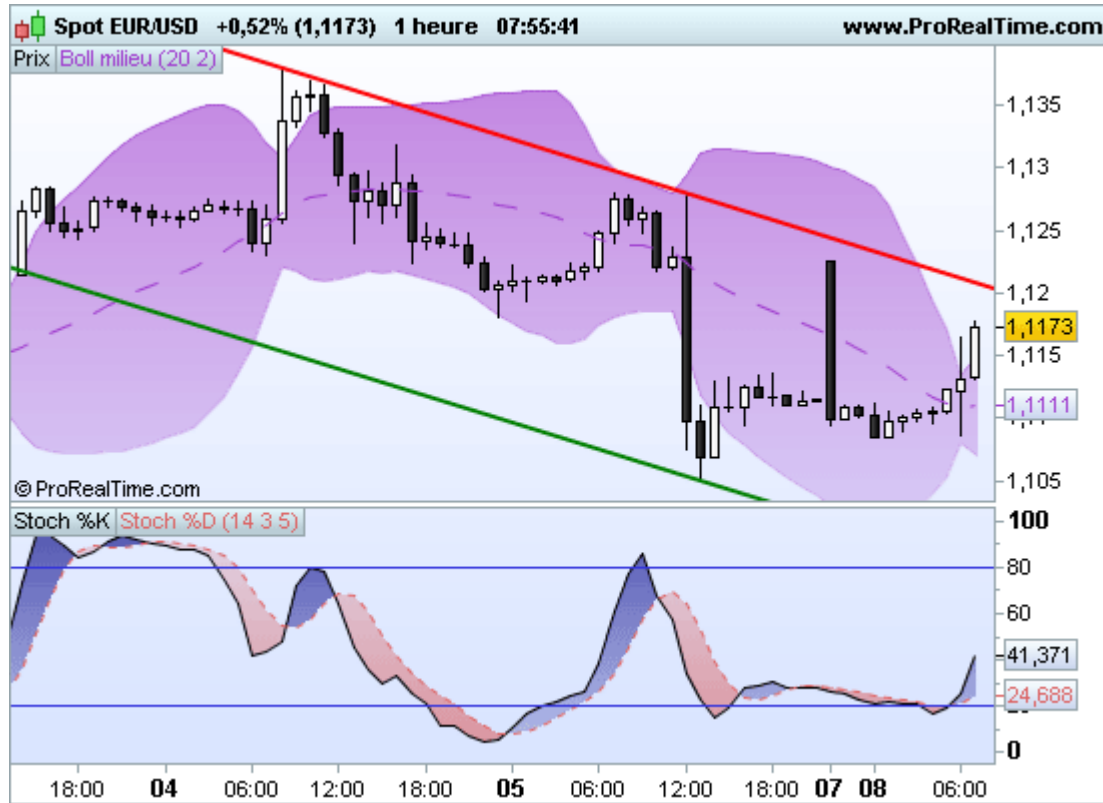 Spot EUR/USD +0,52% (1,1173) 1 heure 07:55:41 www.ProRealTime.com
Prix Boll milieu (20 2)
1,135
1,13
1,125
1,12
1,1173
1,115
1,1111
1,105
© ProRealTime.com
Stoch %K Stoch %D (14 3 5)
100
80
60
41,371
24,688
0
18:00 04 06:00 12:00 18:00 05 06:00 12:00 18:00 07 08 06:00